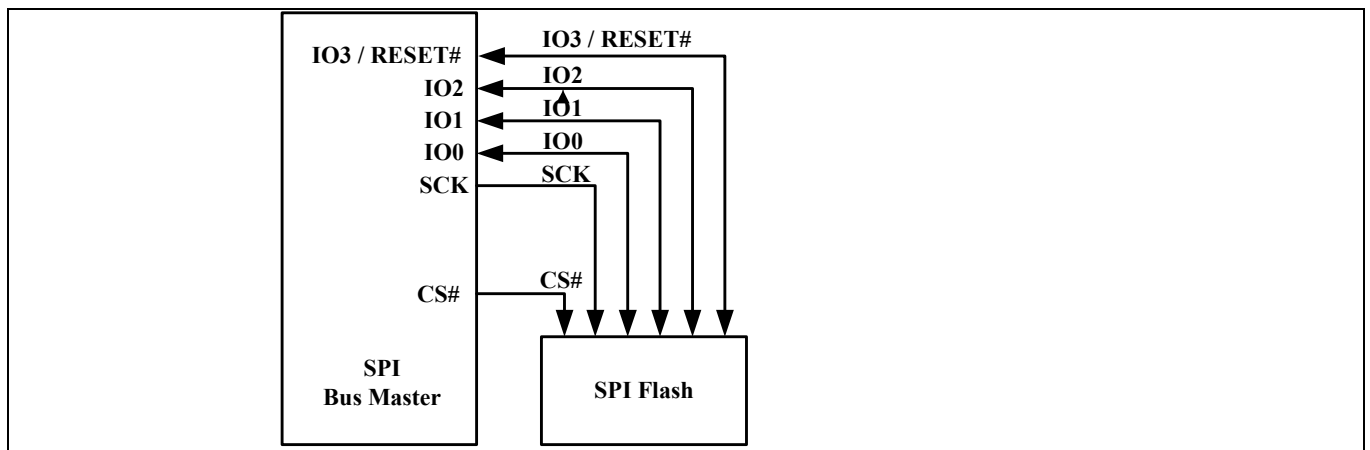 IO3 / RESET# IO3 / RESET#
IO2 IO2
IO1 IO1
IO0 IO0
SCK SCK
CS# CS#
SPI
Bus Master
SPI Flash